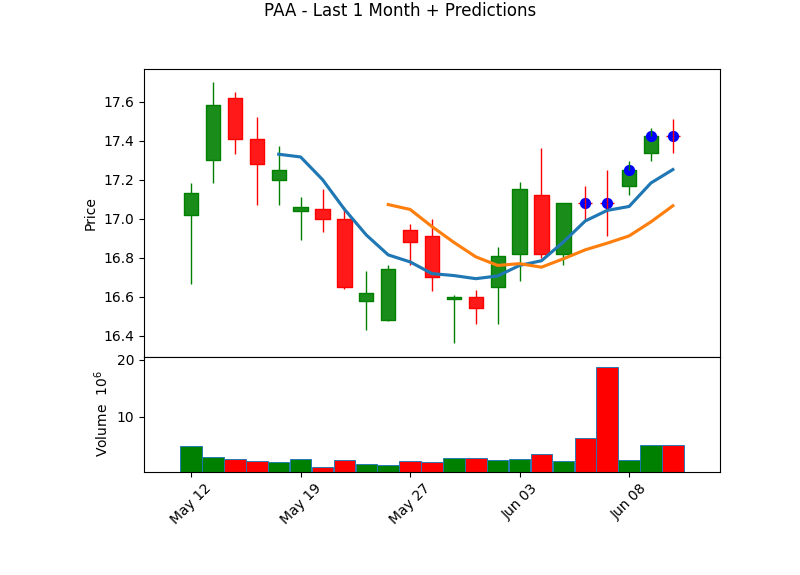 PAA - Last 1 Month + Predictions
17.6
17.4
17.2
17.0
16.8
16.6
16.4
Price
20
10
Volume 10^6
May 12
May 19
May 27
Jun 03
Jun 08